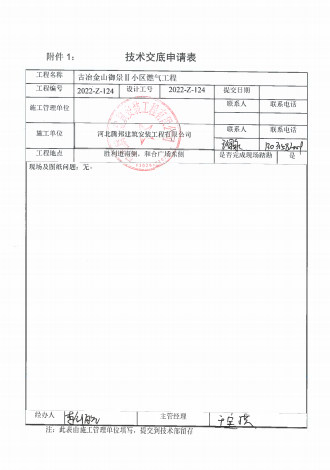 附件 1： 技术交底申请表
工程名称 古冶金山御景Ⅱ小区燃气工程
工程编号 2022-Z-124 设计工号 2022-Z-124 提交日期
施工管理单位 联系人 联系电话
施工单位 河北腾邦建筑安装工程有限公司 联系人 联系电话
工程地点 胜利道南侧、和合广场东侧 是否完成现场踏勘 是
现场及图纸问题：无。
经办人 主管经理
注：此表由施工管理单位填写，提交到技术部留存